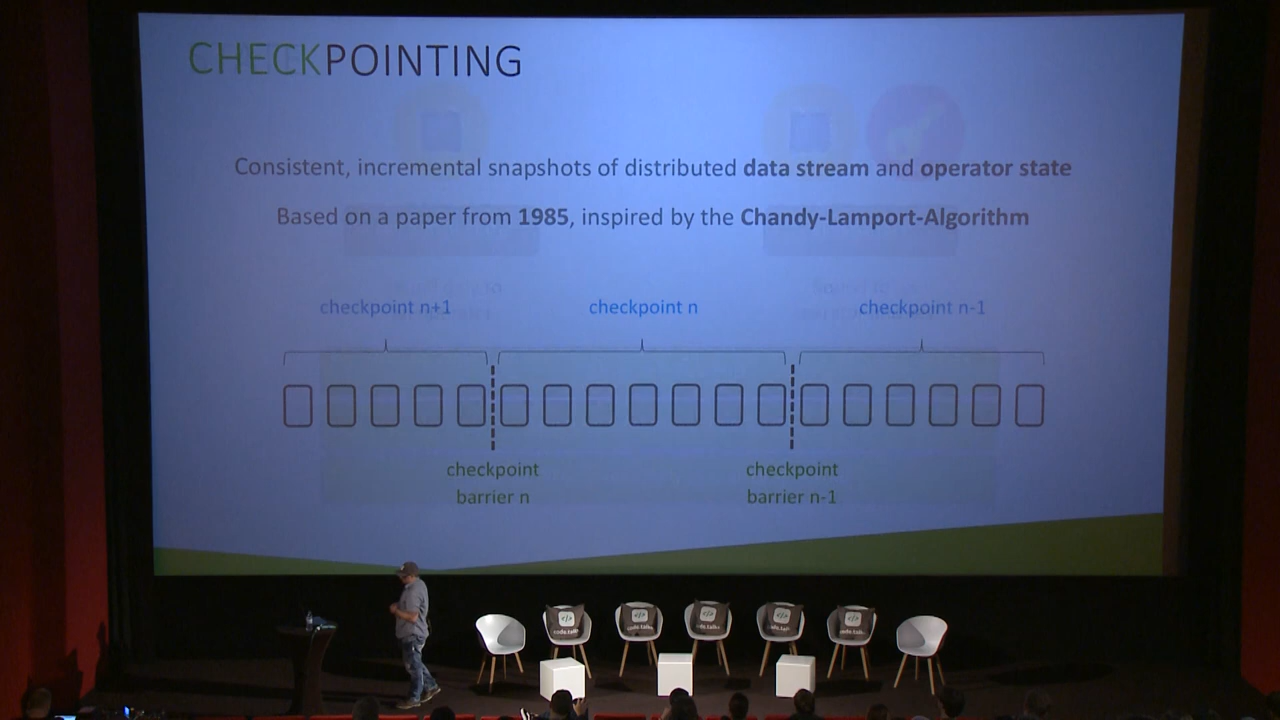 CHECKPOINTING
Consistent, incremental snapshots of distributed data stream and operator state
Based on a paper from 1985, inspired by the Chandy-Lamport-Algorithm
checkpoint n+1
checkpoint n
checkpoint n-1
checkpoint
barrier n
checkpoint
barrier n-1